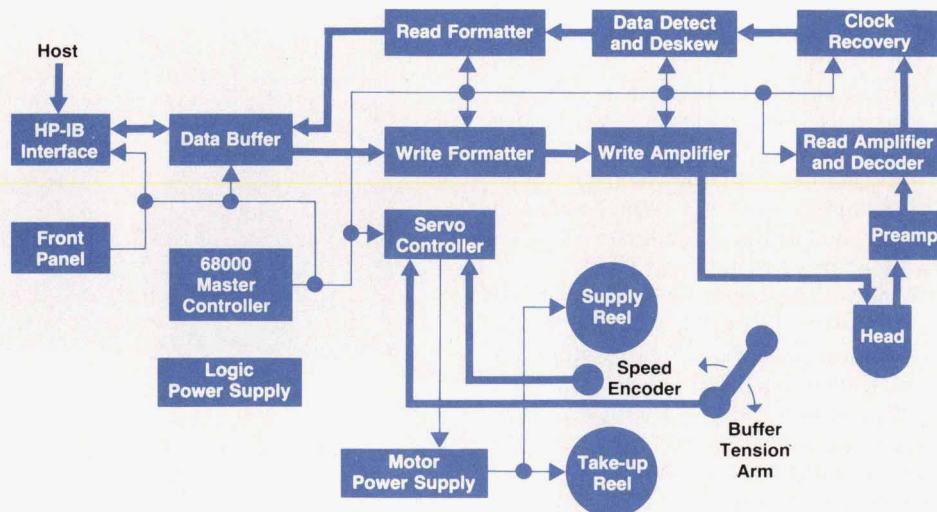 Host
HP-IB
Interface
Data Buffer
Read Formatter
Data Detect
and Deskew
Clock
Recovery
Write Formatter
Write Amplifier
Read Amplifier
and Decoder
Front
Panel
68000
Master
Controller
Servo
Controller
Preamp
Supply
Reel
Head
Logic
Power Supply
Speed
Encoder
Buffer
Tension
Arm
Motor
Power Supply
Take-up
Reel